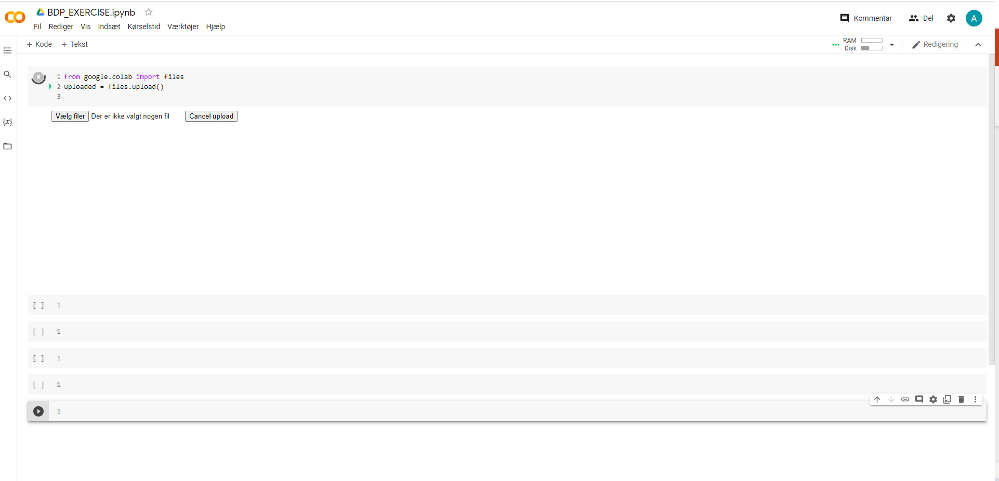 BDP_EXERCISE.ipynb
Fil Rediger Vis Indsæt Kørselstid Værktøjer Hjælp
Kommentar Del A
+ Kode + Tekst
RAM
Disk
Redigering
1 from google.colab import files
2 uploaded = files.upload()
3
Vælg filer Der er ikke valgt nogen fil Cancel upload
[ ] 1
[ ] 1
[ ] 1
[ ] 1
1